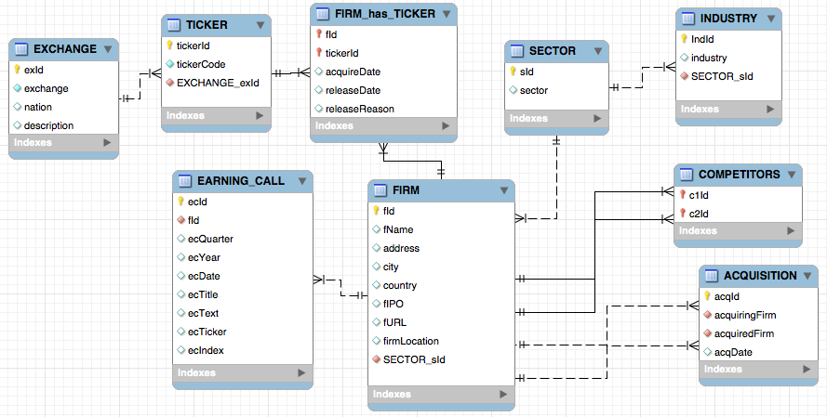 EXCHANGE
exId
exchange
nation
description
Indexes
TICKER
tickerId
tickerCode
EXCHANGE_exId
Indexes
FIRM_has_TICKER
fId
tickerId
acquireDate
releaseDate
releaseReason
Indexes
SECTOR
sId
sector
Indexes
INDUSTRY
IndId
industry
SECTOR_sId
Indexes
EARNING_CALL
ecId
fId
ecQuarter
ecYear
ecDate
ecTitle
ecText
ecTicker
ecIndex
Indexes
FIRM
fId
fName
address
city
country
fIPO
fURL
firmLocation
SECTOR_sId
Indexes
COMPETITORS
c1Id
c2Id
Indexes
ACQUISITION
acqId
acquiringFirm
acquiredFirm
acqDate
Indexes